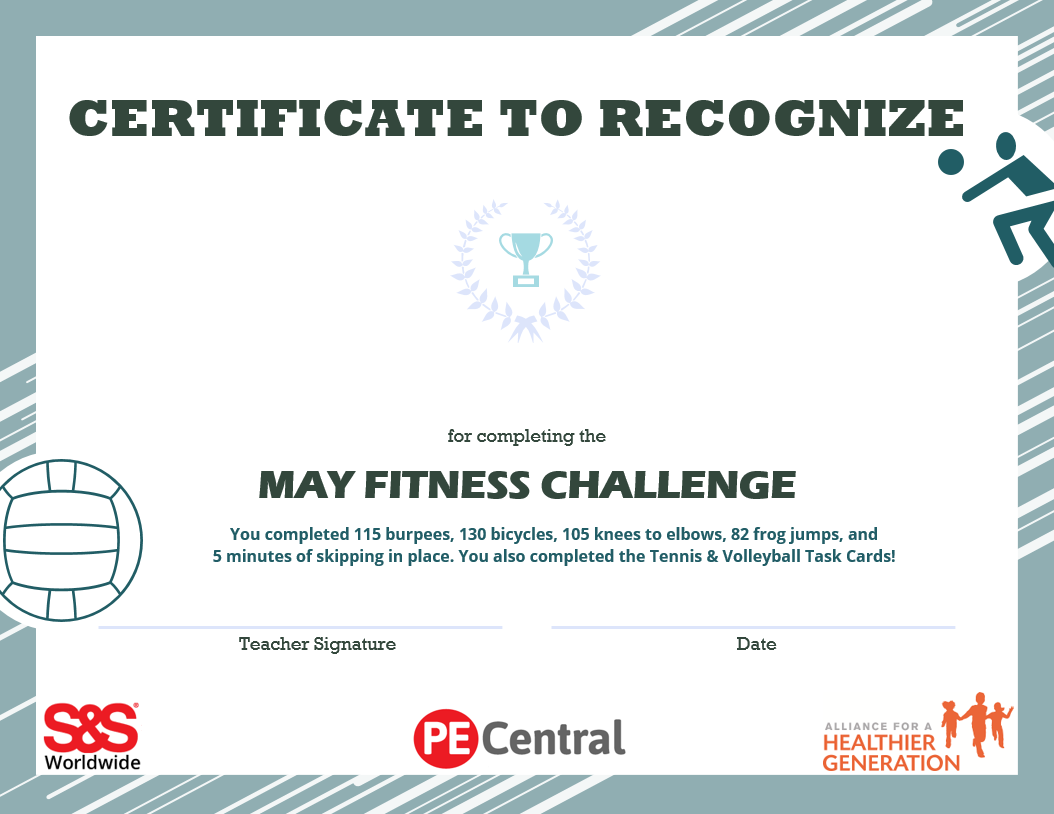 CERTIFICATE TO RECOGNIZE
for completing the
MAY FITNESS CHALLENGE
You completed 115 burpees, 130 bicycles, 105 knees to elbows, 82 frog jumps, and
5 minutes of skipping in place. You also completed the Tennis & Volleyball Task Cards!
Teacher Signature
Date
S&S®
Worldwide
PE Central
ALLIANCE FOR A
HEALTHIER
GENERATION